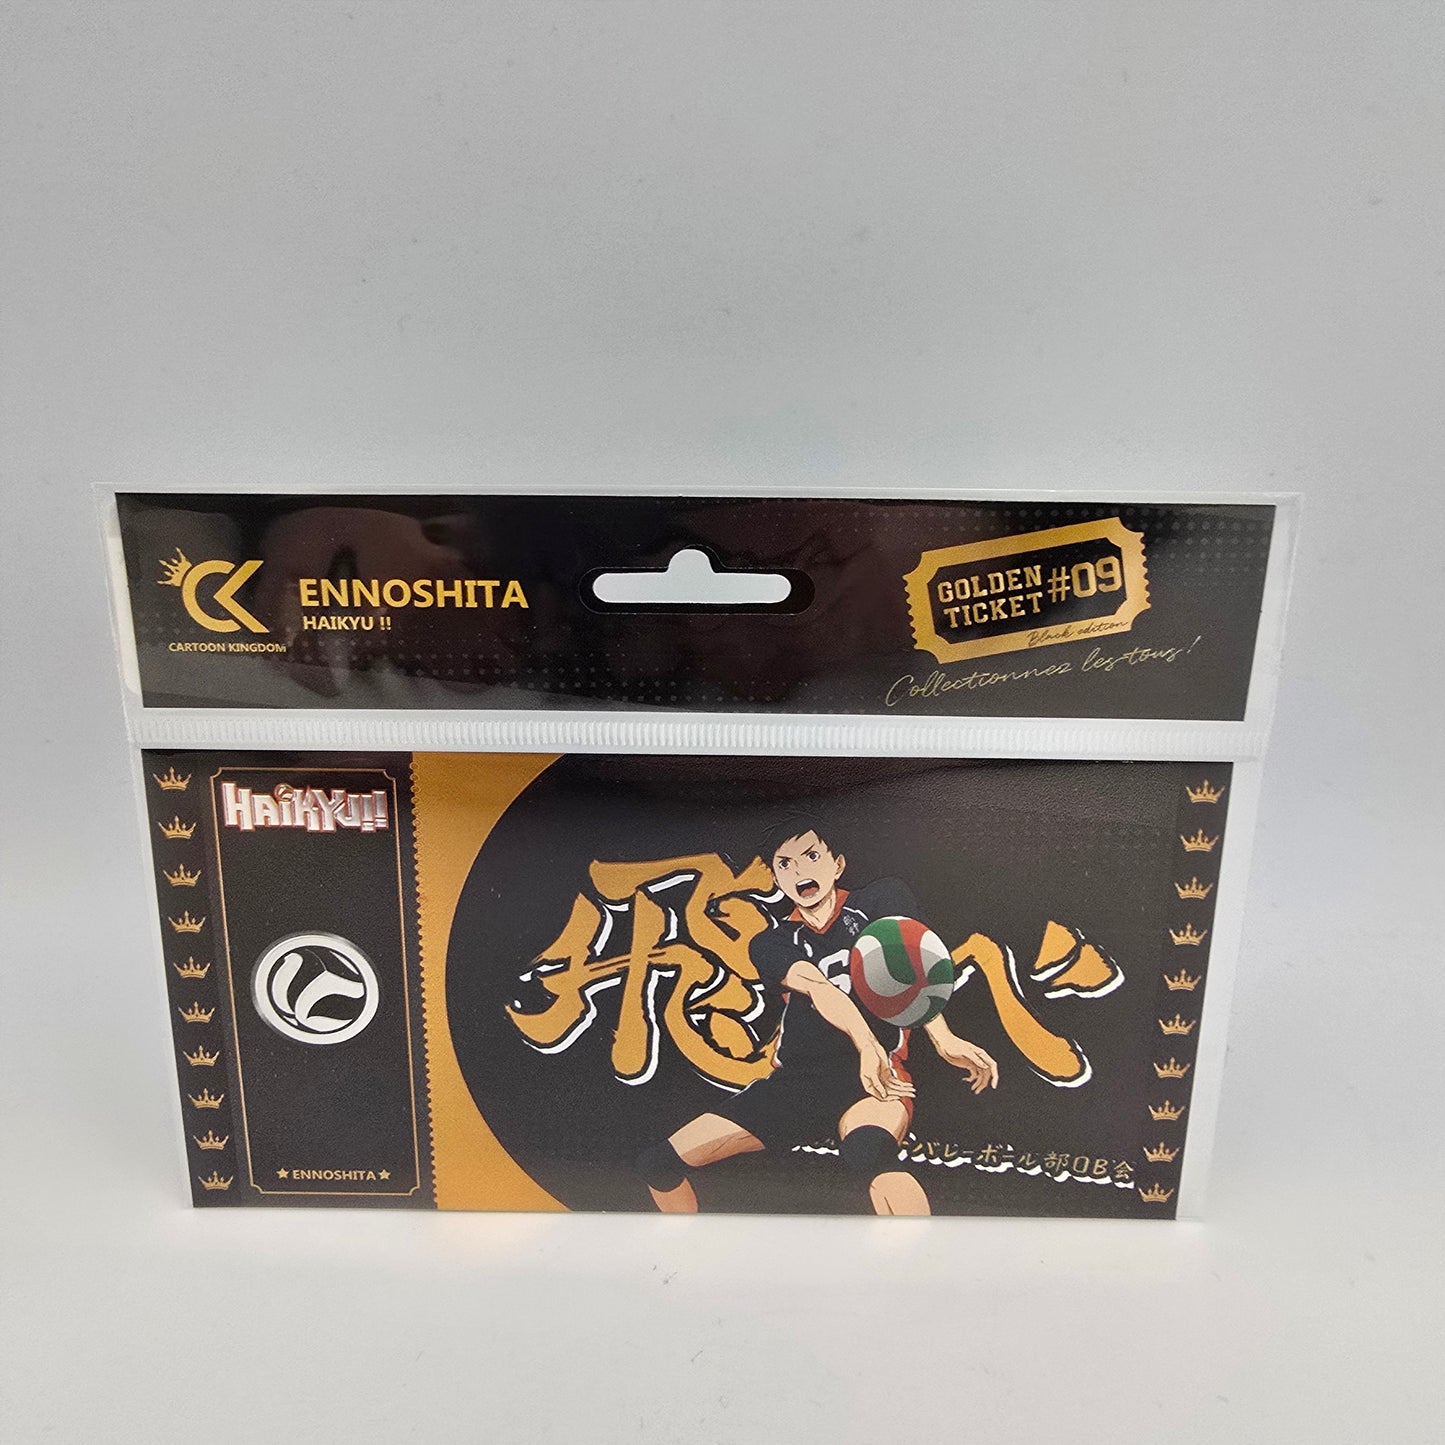 CK
CARTOON KINGDOM
ENNOSHITA
HAIKYU !!
GOLDEN
TICKET #09
Black edition
Collectionnez les-tous !
HAIKYU!!
飛べ
バレーボール部OB会
ENNOSHITA